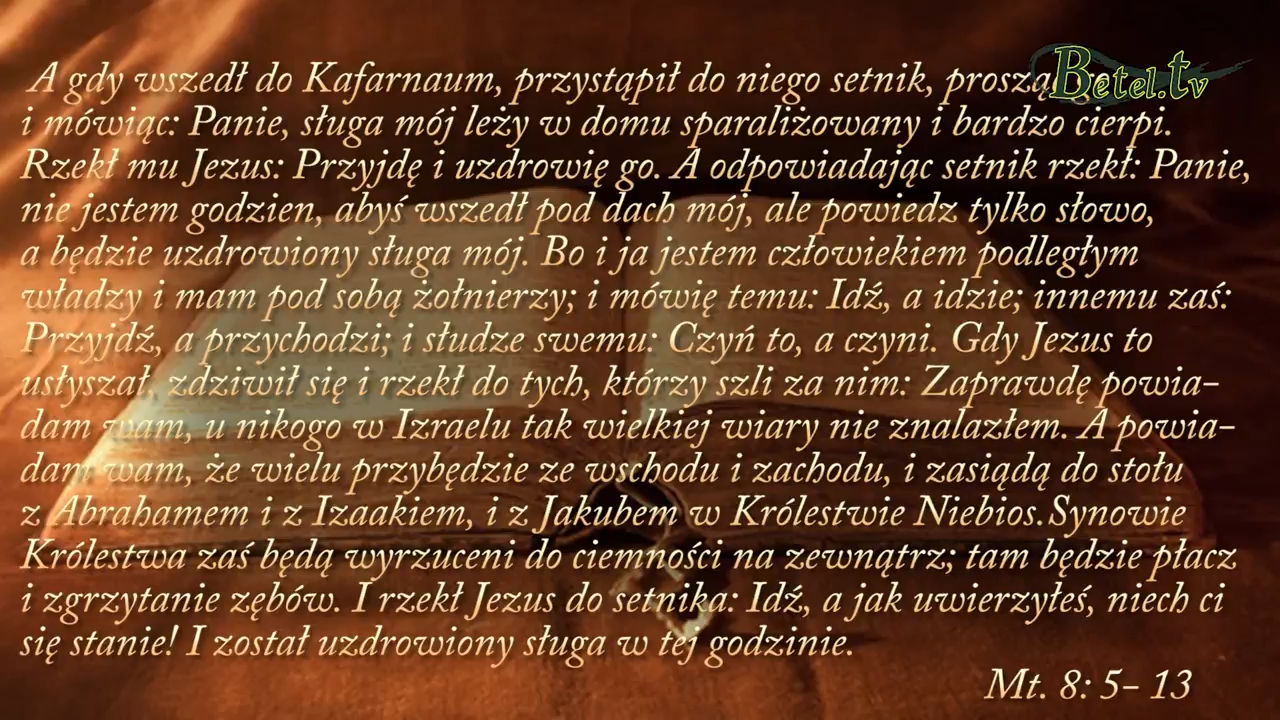 A gdy wszedł do Kafarnaum, przystąpił do niego setnik,
i mówiąc: Panie, sługa mój leży w domu sparaliżowany i bardzo cierpi.
Rzekł mu Jezus: Przyjdę i uzdrowię go. A odpowiadając setnik rzekł: Panie,
nie jestem godzien, abyś wszedł pod dach mój, ale powiedz tylko słowo,
a będzie uzdrowiony sługa mój. Bo i ja jestem człowiekiem podległym
władzy i mam pod sobą żołnierzy; i mówię temu: Idź, a idzie; innemu zaś:
Przyjdź, a przychodzi; i słudze swemu: Czyń to, a czyni. Gdy Jezus to
usłyszał, zdziwił się i rzekł do tych, którzy szli za nim: Zaprawdę powia-
dam wam, u nikogo w Izraelu tak wielkiej wiary nie znalazłem. A powia-
dam wam, że wielu przybędzie ze wschodu i zachodu, i zasiądą do stołu
z Abrahamem i z Izaakiem, i z Jakubem w Królestwie Niebios.Synowie
Królestwa zaś będą wyrzuceni do ciemności na zewnątrz; tam będzie płacz
i zgrzytanie zębów. I rzekł Jezus do setnika: Idź, a jak uwierzyłeś, niech ci
się stanie! I został uzdrowiony sługa w tej godzinie.
Mt. 8: 5- 13
Betel.tv